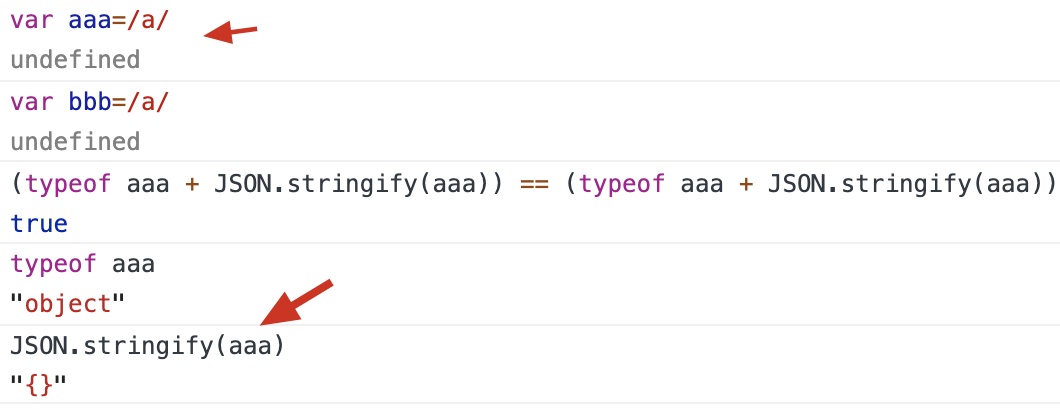 var aaa=/a/
undefined
var bbb=/a/
undefined
(typeof aaa + JSON.stringify(aaa)) == (typeof aaa + JSON.stringify(aaa))
true
typeof aaa
"object"
JSON.stringify(aaa)
"{}"